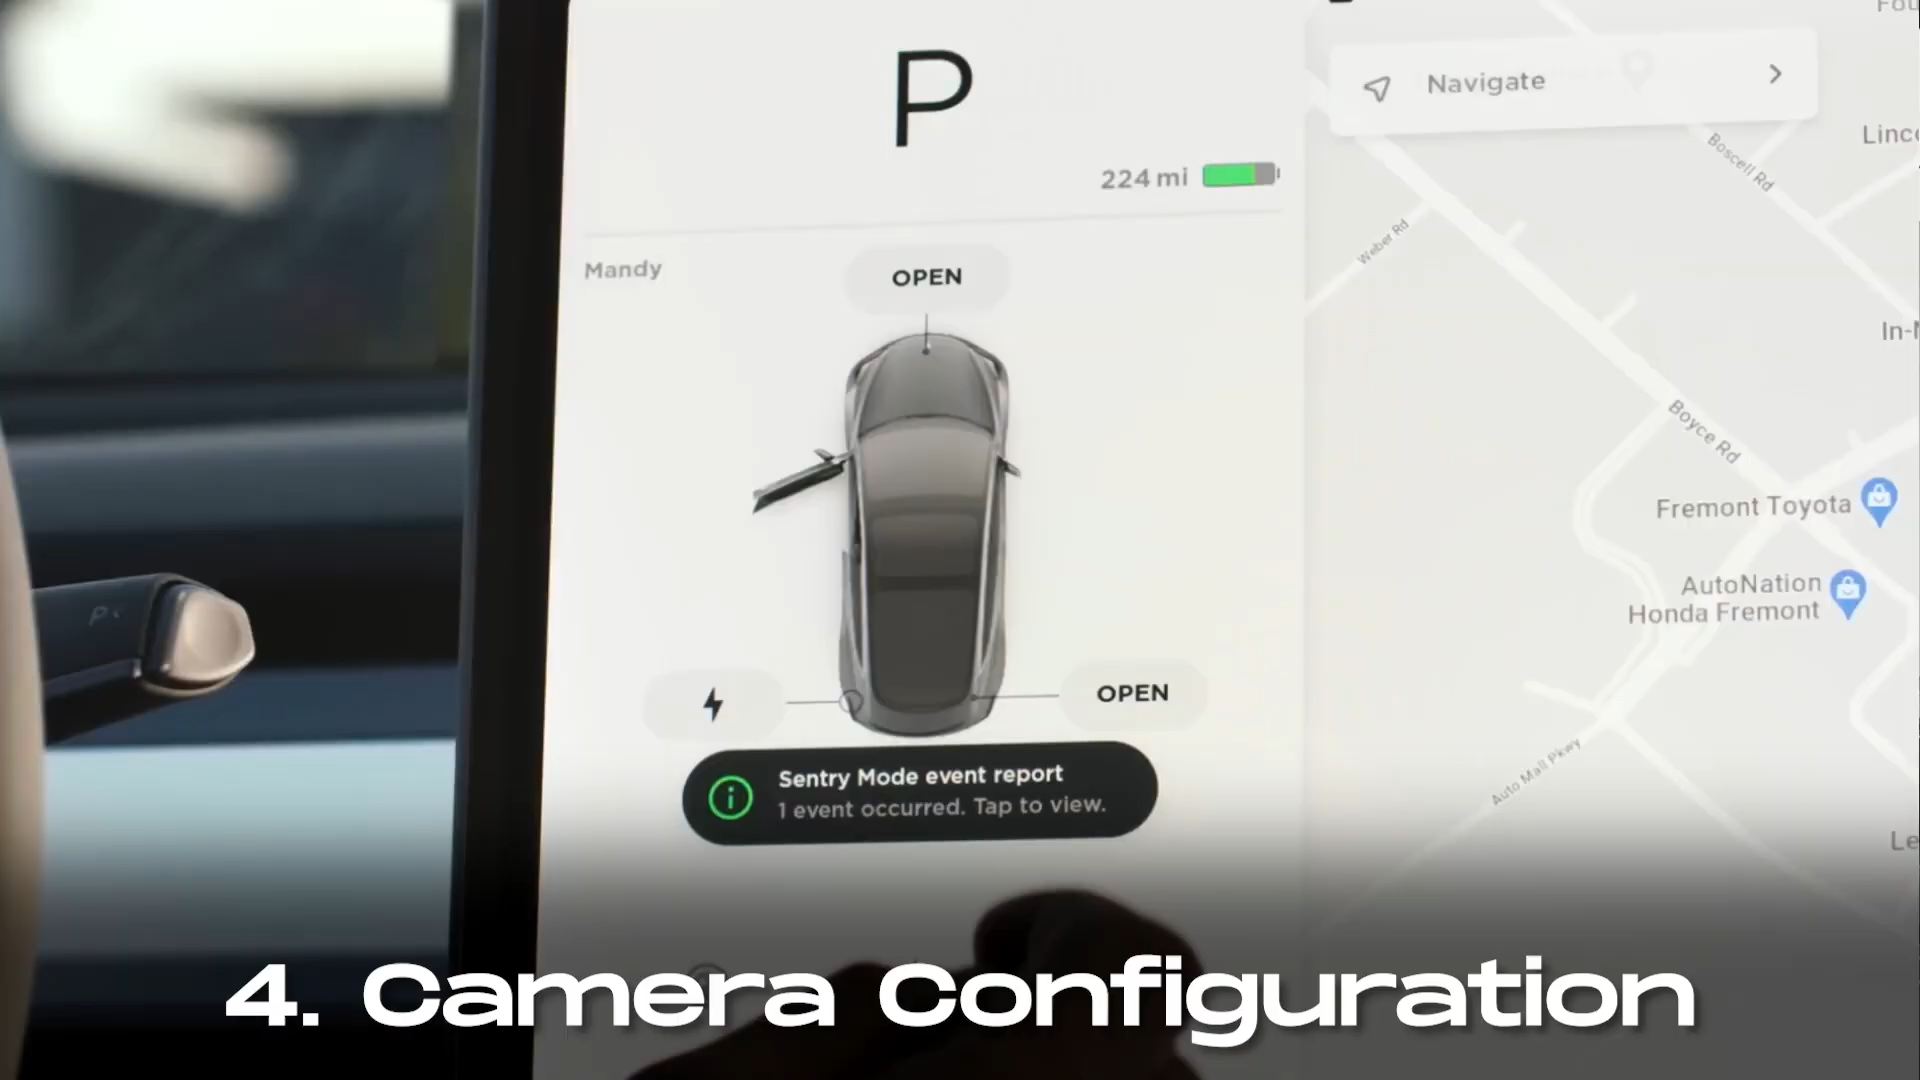 P
Navigate
224 mi
Mandy
OPEN
Boscell Rd
Weber Rd
Boyce Rd
Fremont Toyota
AutoNation
Honda Fremont
OPEN
Auto Mall Pkwy
Sentry Mode event report
1 event occurred. Tap to view.
P
4. Camera Configuration